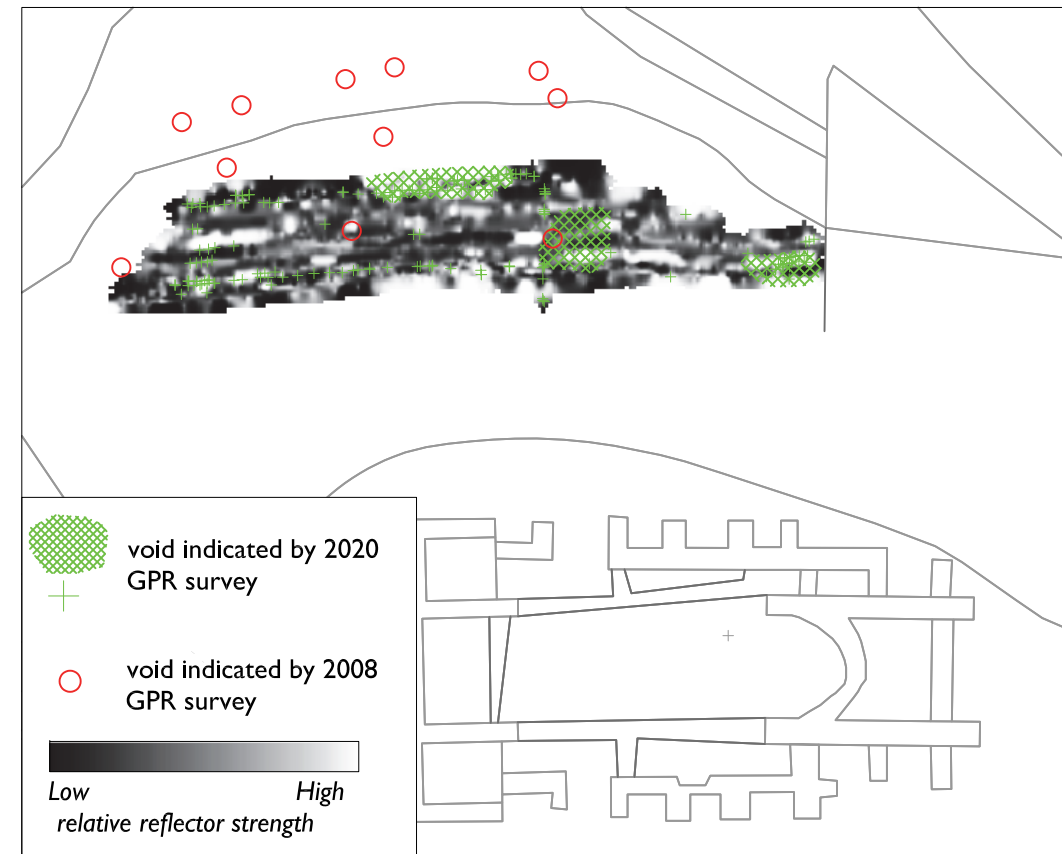 void indicated by 2020
GPR survey
void indicated by 2008
GPR survey
Low High
relative reflector strength